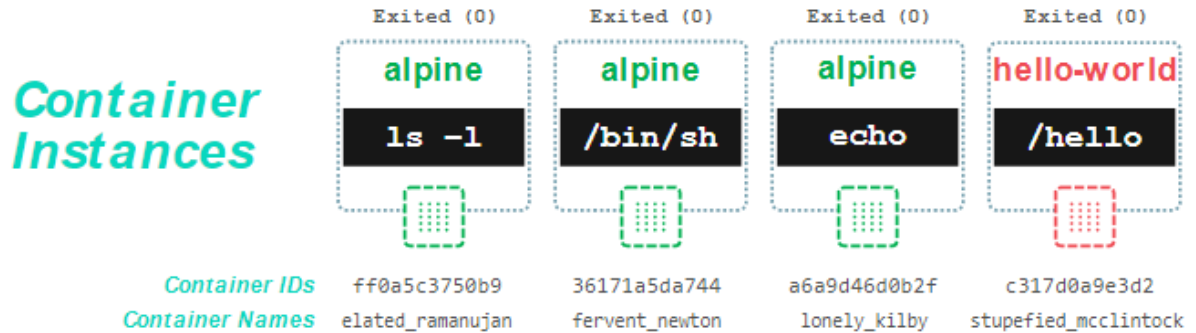 Exited (0) Exited (0) Exited (0) Exited (0)
alpine alpine alpine hello-world
Container
Instances
ls –l /bin/sh echo /hello
Container IDs ff0a5c3750b9 36171a5da744 a6a9d46d0b2f c317d0a9e3d2
Container Names elated_ramanujan fervent_newton lonely_kilby stupefied_mcclintock